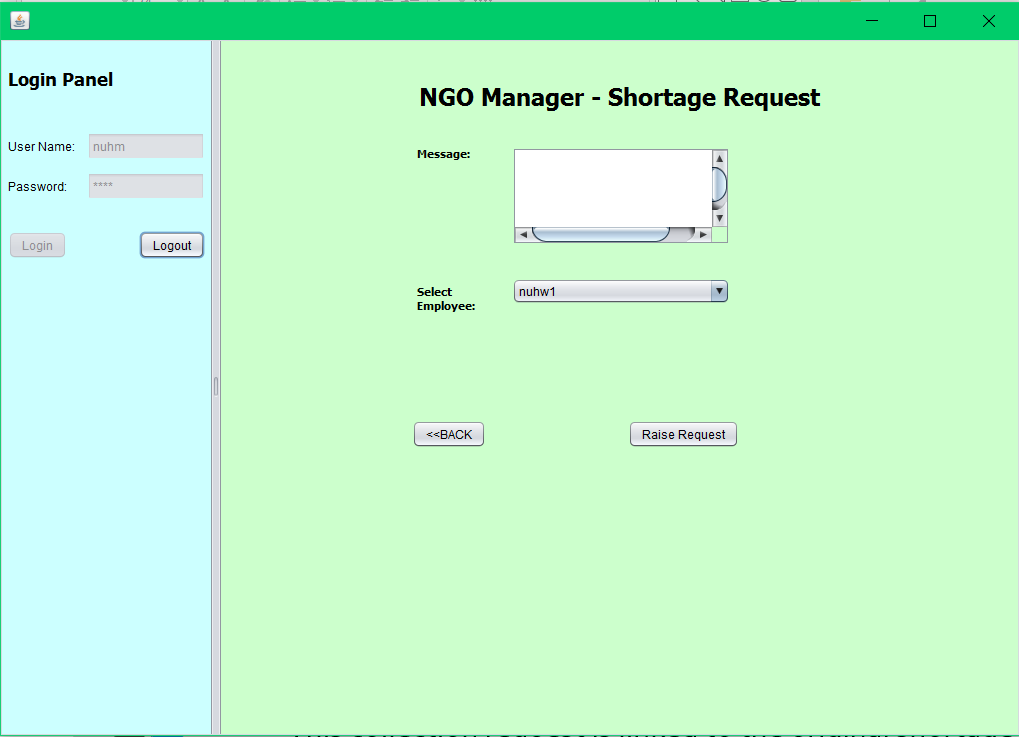 Login Panel
User Name:
nuhm
Password:
****
Login
Logout
NGO Manager - Shortage Request
Message:
Select
Employee:
nuhw1
<<BACK
Raise Request